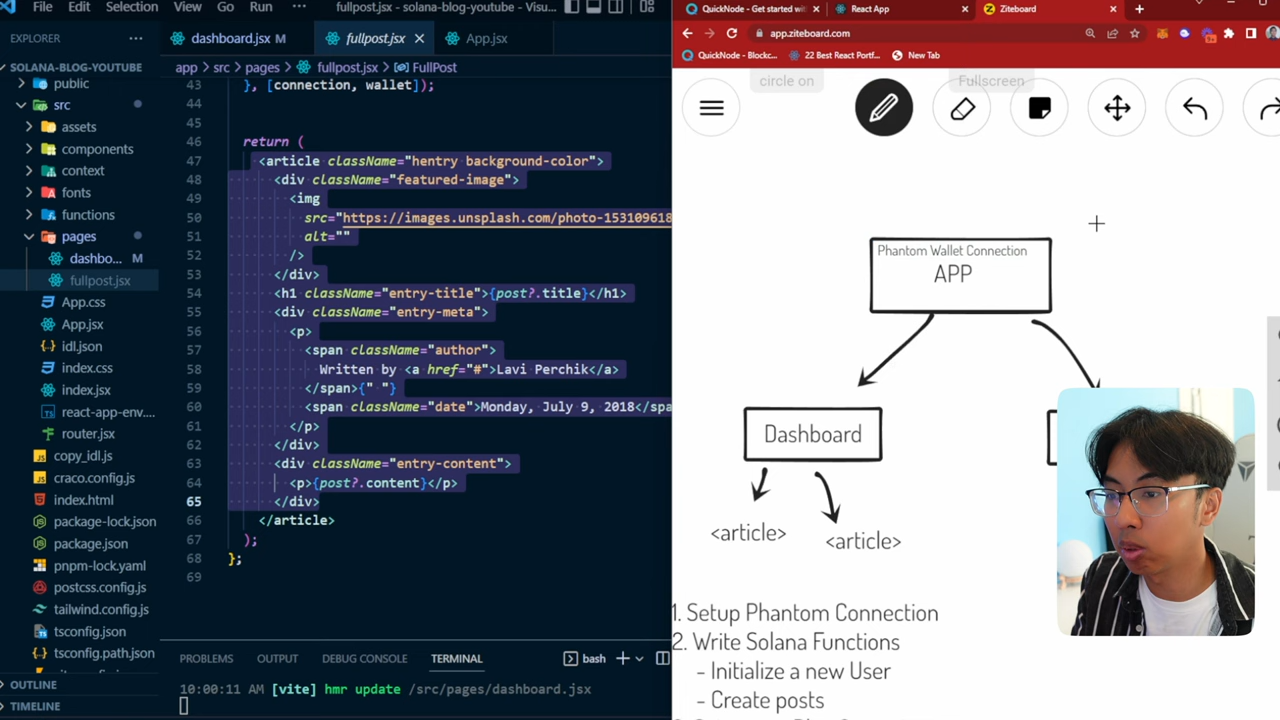 File Edit Selection View Go Run ··· fullpost.jsx - solana-blog-youtube - Visu...
EXPLORER
SOLANA-BLOG-YOUTUBE
public
src
assets
components
context
fonts
functions
pages
dashbo... M
fullpost.jsx
App.css
App.jsx
idl.json
index.css
index.jsx
react-app-env....
router.jsx
copy_idl.js
craco.config.js
index.html
package-lock.json
package.json
pnpm-lock.yaml
postcss.config.js
tailwind.config.js
tsconfig.json
tsconfig.path.json
OUTLINE
TIMELINE
dashboard.jsx M fullpost.jsx App.jsx
app > src > pages > fullpost.jsx > FullPost
43 }, [connection, wallet]);
44
45
46 return (
47 <article className="hentry background-color">
48 <div className="featured-image">
49 <img
50 src="https://images.unsplash.com/photo-153109618
51 alt=""
52 />
53 </div>
54 <h1 className="entry-title">{post?.title}</h1>
55 <div className="entry-meta">
56 <p>
57 <span className="author">
58 Written by <a href="#">Lavi Perchik</a>
59 </span>{" "}
60 <span className="date">Monday, July 9, 2018</spa
61 </p>
62 </div>
63 <div className="entry-content">
64 <p>{post?.content}</p>
65 </div>
66 </article>
67 );
68 };
69
PROBLEMS OUTPUT DEBUG CONSOLE TERMINAL bash
10:00:11 AM [vite] hmr update /src/pages/dashboard.jsx
QuickNode - Get started wit React App Ziteboard
app.ziteboard.com
QuickNode - Blockc... 22 Best React Portf... New Tab
circle on Fullscreen
Phantom Wallet Connection
APP
Dashboard
<article>
<article>
1. Setup Phantom Connection
2. Write Solana Functions
- Initialize a new User
- Create posts